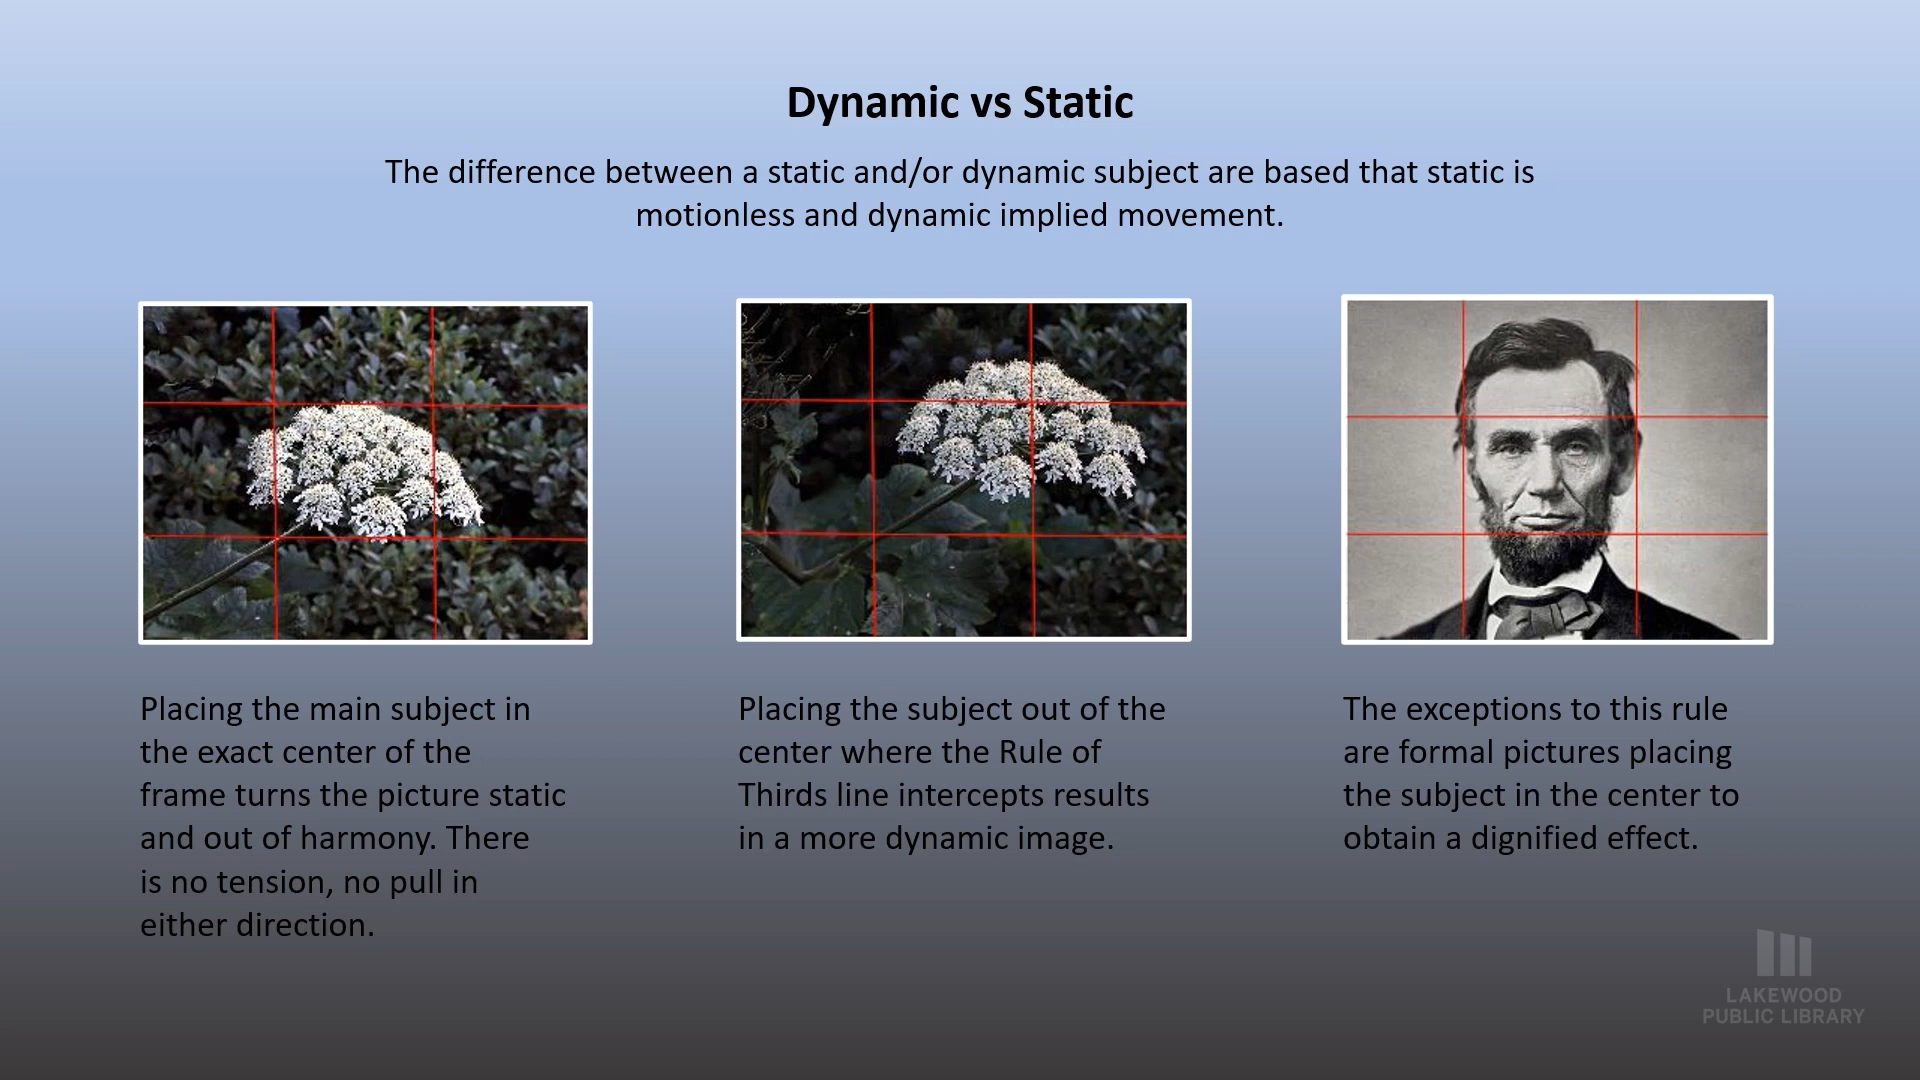 Dynamic vs Static
The difference between a static and/or dynamic subject are based that static is
motionless and dynamic implied movement.
Placing the main subject in
the exact center of the
frame turns the picture static
and out of harmony. There
is no tension, no pull in
either direction.
Placing the subject out of the
center where the Rule of
Thirds line intercepts results
in a more dynamic image.
The exceptions to this rule
are formal pictures placing
the subject in the center to
obtain a dignified effect.
LAKEWOOD
PUBLIC LIBRARY